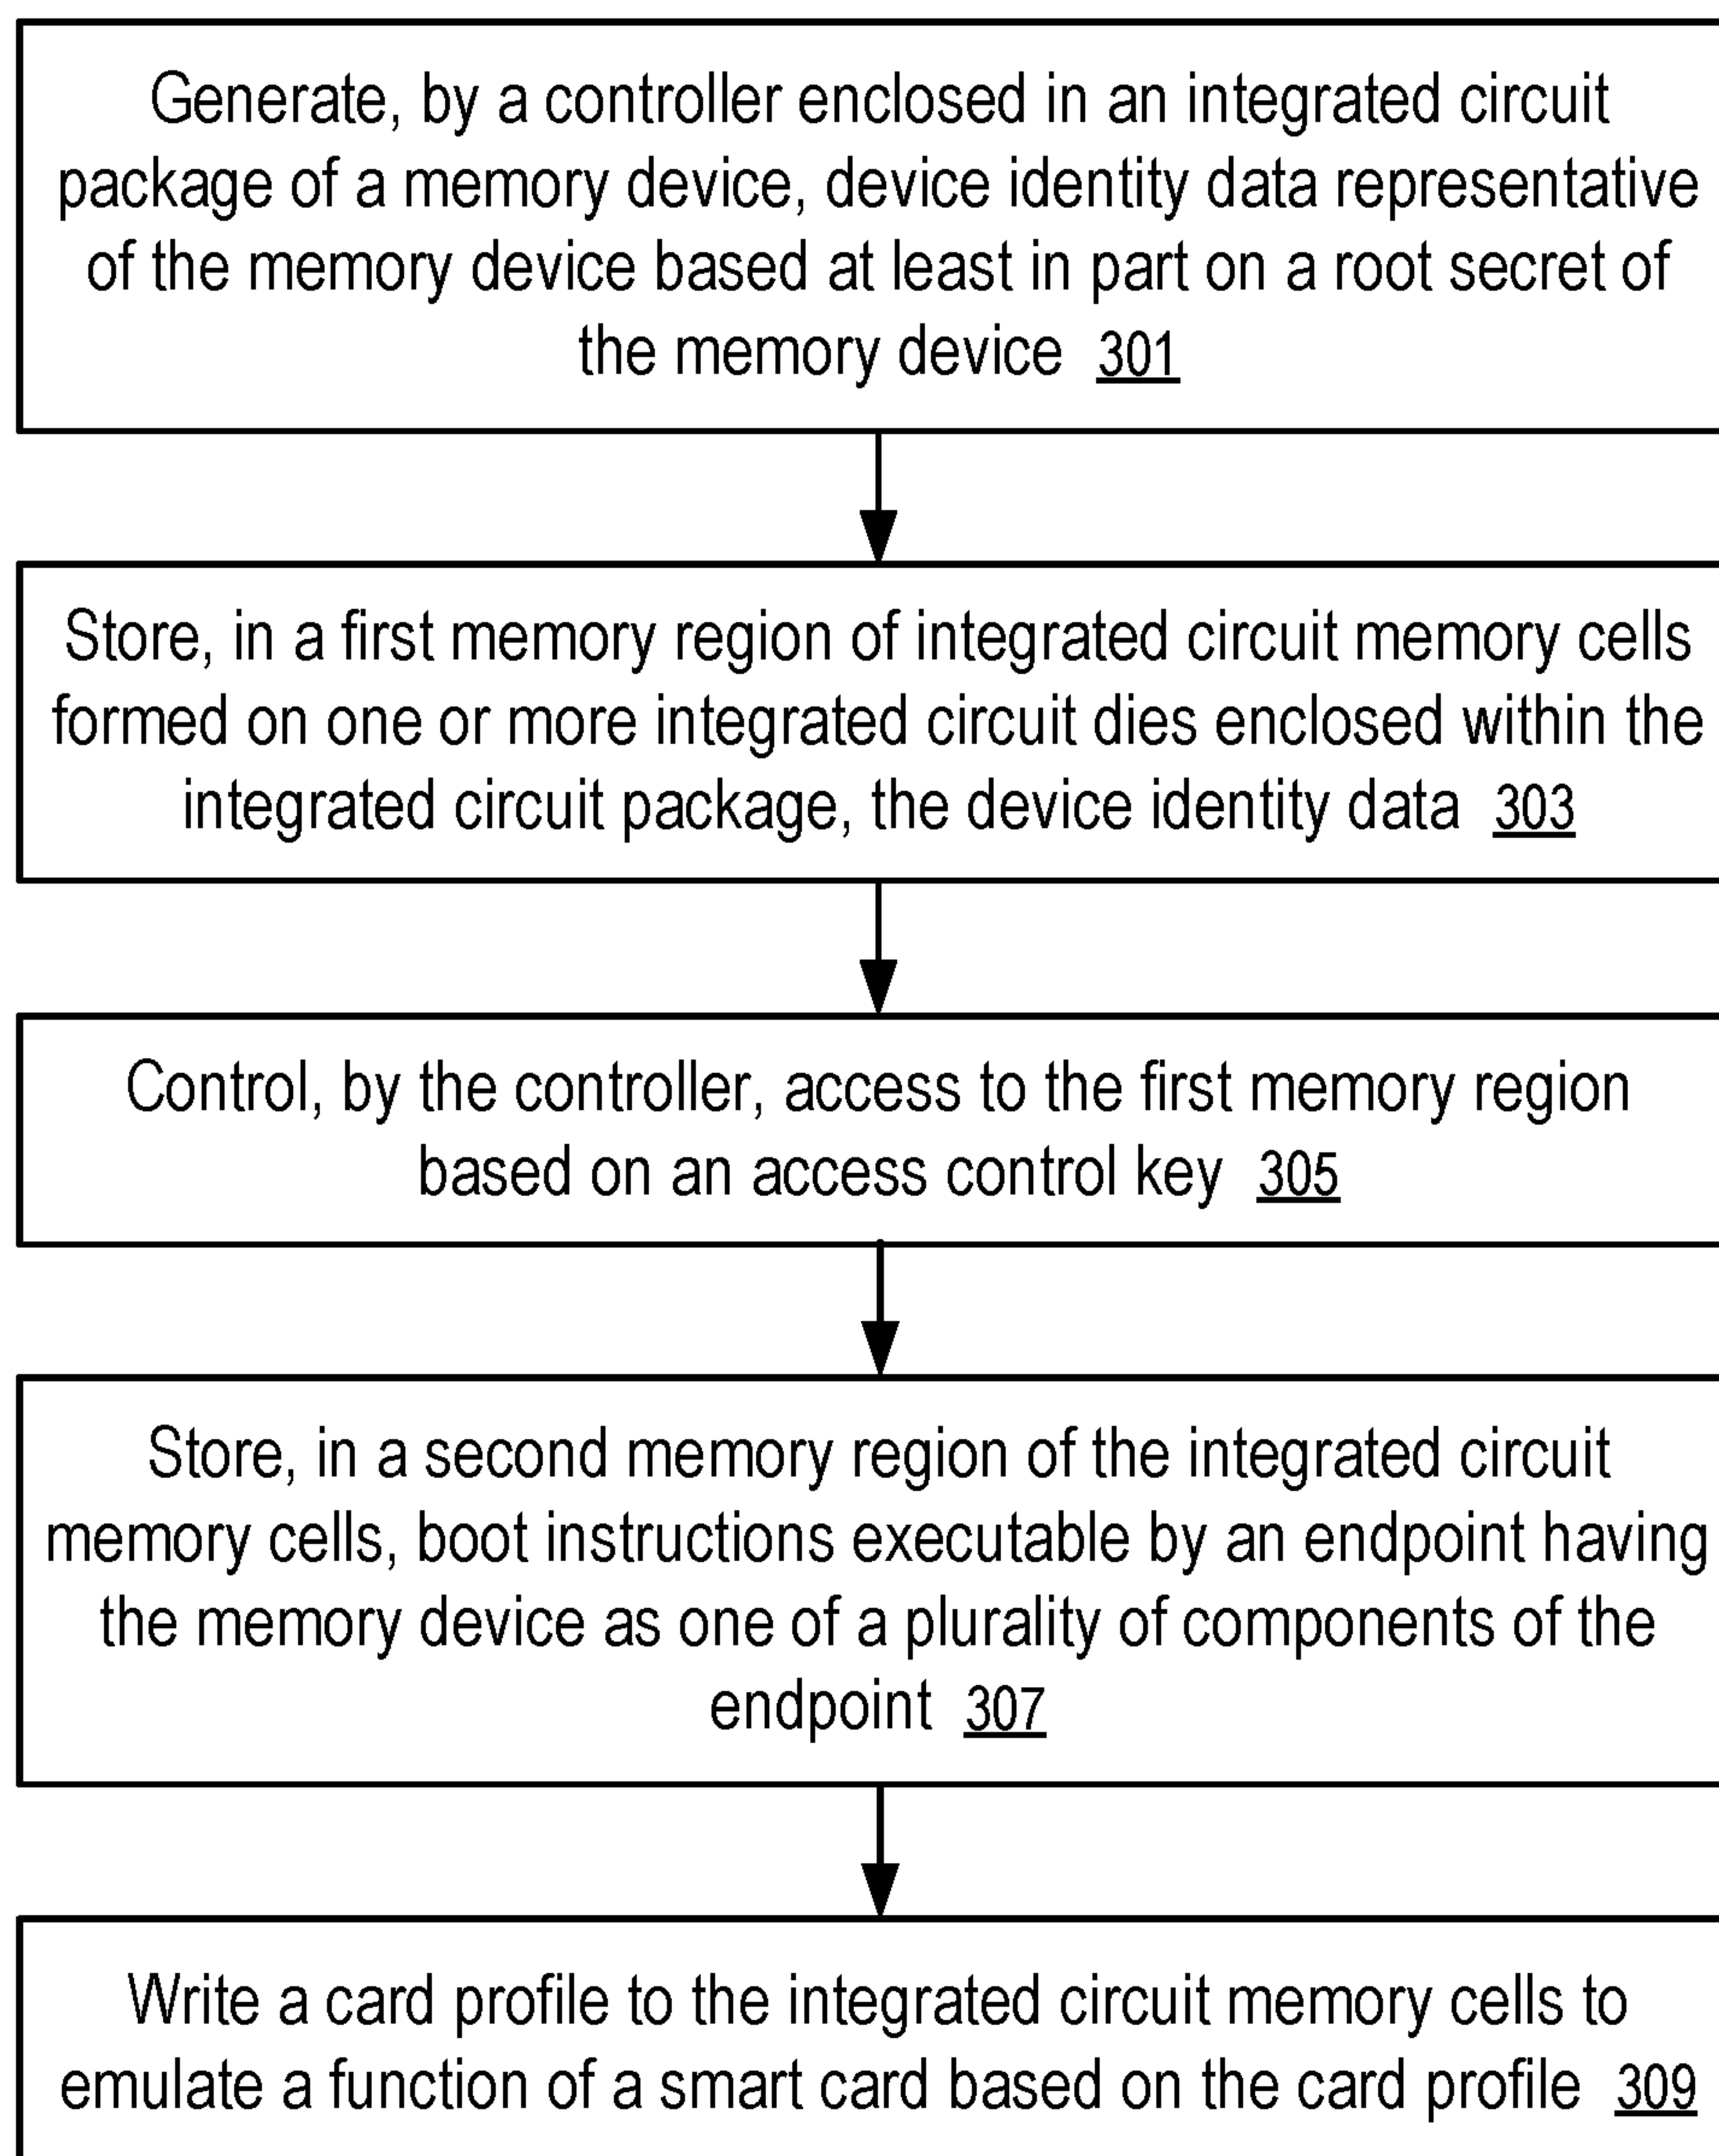 Generate, by a controller enclosed in an integrated circuit
package of a memory device, device identity data representative
of the memory device based at least in part on a root secret of
the memory device 301
Store, in a first memory region of integrated circuit memory cells
formed on one or more integrated circuit dies enclosed within the
integrated circuit package, the device identity data 303
Control, by the controller, access to the first memory region
based on an access control key 305
Store, in a second memory region of the integrated circuit
memory cells, boot instructions executable by an endpoint having
the memory device as one of a plurality of components of the
endpoint 307
Write a card profile to the integrated circuit memory cells to
emulate a function of a smart card based on the card profile 309